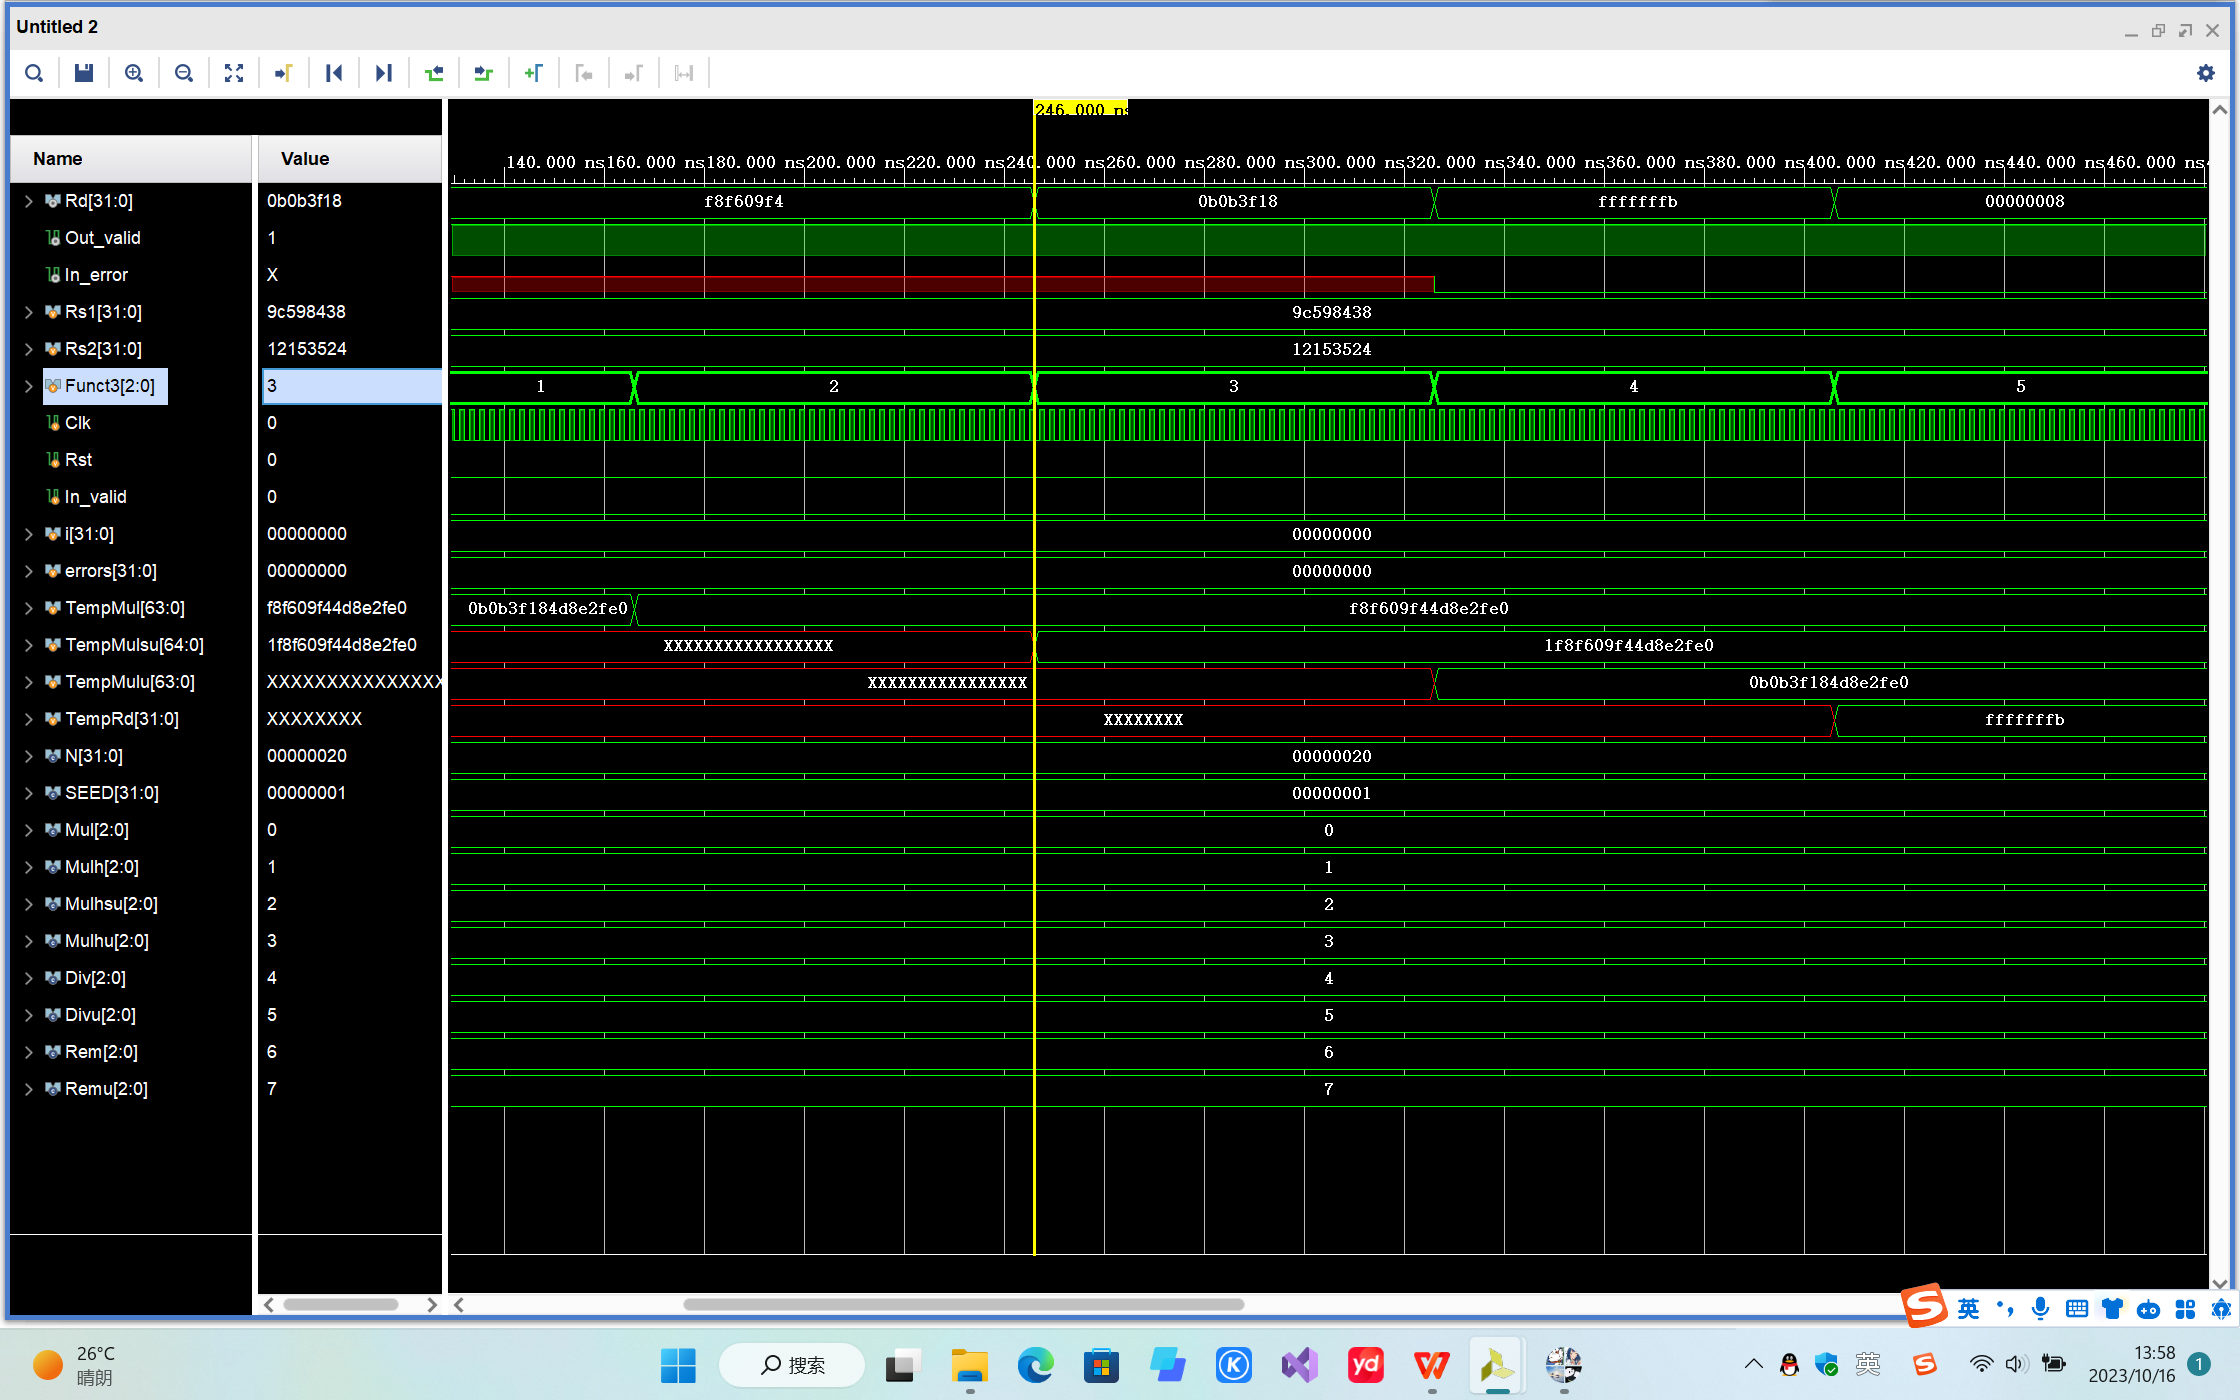 Untitled 2
246.000 ns
Name Value
140.000 ns 160.000 ns 180.000 ns 200.000 ns 220.000 ns 240.000 ns 260.000 ns 280.000 ns 300.000 ns 320.000 ns 340.000 ns 360.000 ns 380.000 ns 400.000 ns 420.000 ns 440.000 ns 460.000 ns
Rd[31:0] 0b0b3f18 f8f609f4 0b0b3f18 fffffffb 00000008
Out_valid 1
In_error X
Rs1[31:0] 9c598438 9c598438
Rs2[31:0] 12153524 12153524
Funct3[2:0] 3 1 2 3 4 5
Clk 0
Rst 0
In_valid 0
i[31:0] 00000000 00000000
errors[31:0] 00000000 00000000
TempMul[63:0] f8f609f44d8e2fe0 0b0b3f184d8e2fe0 f8f609f44d8e2fe0
TempMulsu[64:0] 1f8f609f44d8e2fe0 XXXXXXXXXXXXXXXXX 1f8f609f44d8e2fe0
TempMulu[63:0] XXXXXXXXXXXXXXX XXXXXXXXXXXXXXXX 0b0b3f184d8e2fe0
TempRd[31:0] XXXXXXXX XXXXXXXX fffffffb
N[31:0] 00000020 00000020
SEED[31:0] 00000001 00000001
Mul[2:0] 0 0
Mulh[2:0] 1 1
Mulhsu[2:0] 2 2
Mulhu[2:0] 3 3
Div[2:0] 4 4
Divu[2:0] 5 5
Rem[2:0] 6 6
Remu[2:0] 7 7
S 英
26°C
晴朗
搜索
K
yd
英
S
13:58
2023/10/16
1